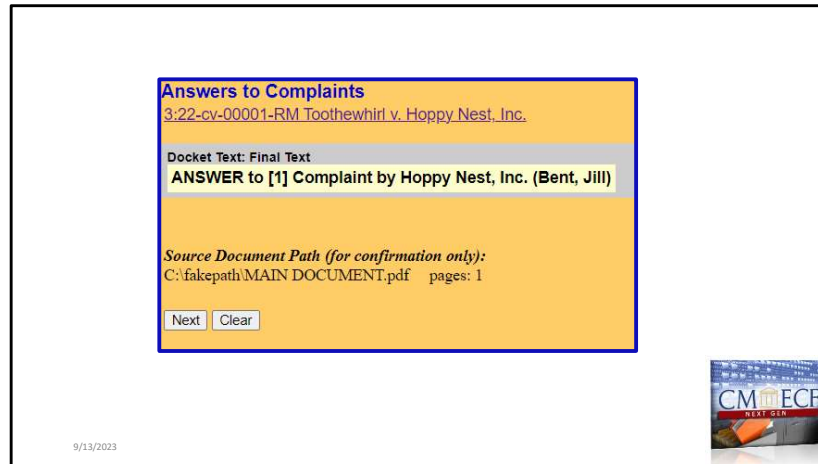 Answers to Complaints
3:22-cv-00001-RM Toothewhirl v. Hoppy Nest, Inc.
Docket Text: Final Text
ANSWER to [1] Complaint by Hoppy Nest, Inc. (Bent, Jill)
Source Document Path (for confirmation only):
C:\fakepath\MAIN DOCUMENT.pdf pages: 1
Next Clear
CM ECF
NEXT GEN
9/13/2023